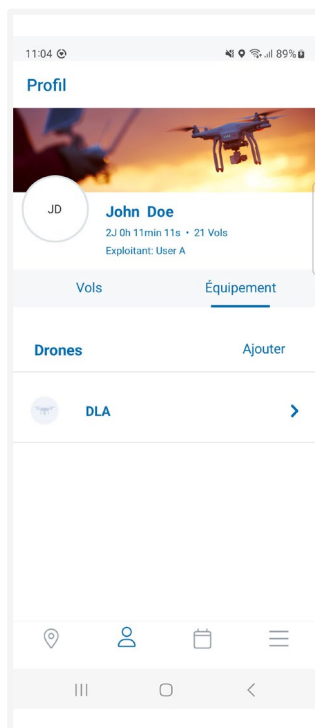 11:04 89%
Profil
JD
John Doe
2J 0h 11min 11s • 21 Vols
Exploitant: User A
Vols Équipement
Drones Ajouter
DLA